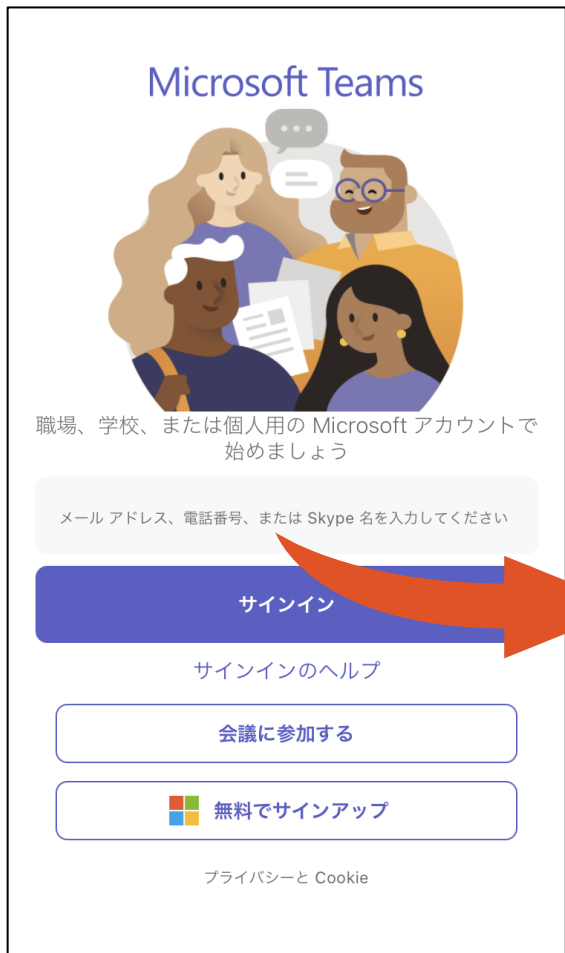 Microsoft Teams
職場、学校、または個人用の Microsoft アカウントで
始めましょう
メール アドレス、電話番号、または Skype 名を入力してください
サインイン
サインインのヘルプ
会議に参加する
無料でサインアップ
プライバシーと Cookie